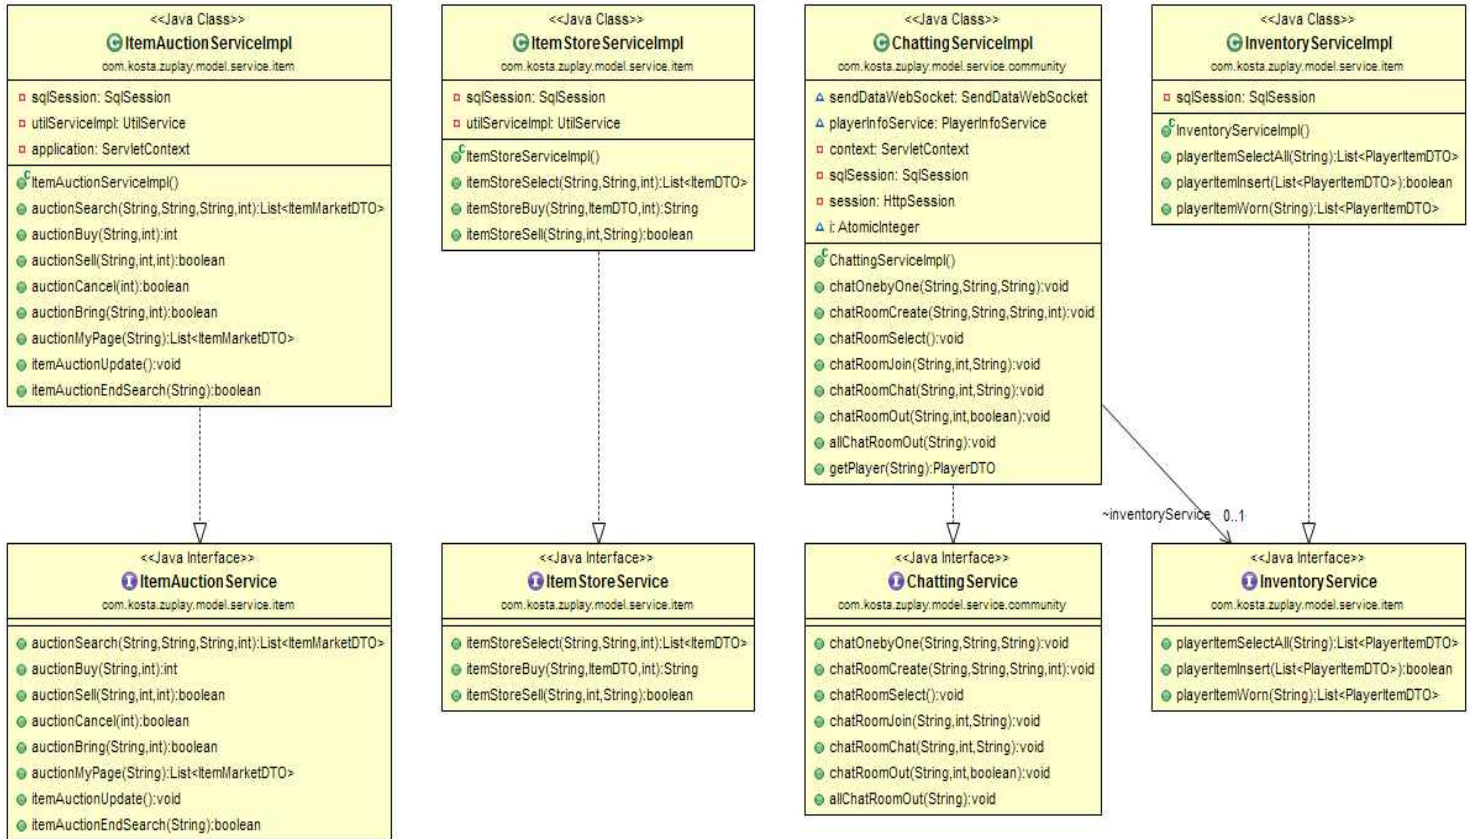 <<Java Class>>
ItemAuctionServiceImpl
com.kosta.zuplay.model.service.item
sqlSession: SqlSession
utilServiceImpl: UtilService
application: ServletContext
ItemAuctionServiceImpl()
auctionSearch(String,String,String,int):List<ItemMarketDTO>
auctionBuy(String,int):int
auctionSell(String,int,int):boolean
auctionCancel(int):boolean
auctionBring(String,int):boolean
auctionMyPage(String):List<ItemMarketDTO>
itemAuctionUpdate():void
itemAuctionEndSearch(String):boolean
<<Java Class>>
ItemStoreServiceImpl
com.kosta.zuplay.model.service.item
sqlSession: SqlSession
utilServiceImpl: UtilService
ItemStoreServiceImpl()
itemStoreSelect(String,String,int):List<ItemDTO>
itemStoreBuy(String,ItemDTO,int):String
itemStoreSell(String,int,String):boolean
<<Java Class>>
ChattingServiceImpl
com.kosta.zuplay.model.service.community
sendDataWebSocket: SendDataWebSocket
playerInfoService: PlayerInfoService
context: ServletContext
sqlSession: SqlSession
session: HttpSession
i: AtomicInteger
ChattingServiceImpl()
chatOnebyOne(String,String,String):void
chatRoomCreate(String,String,String,int):void
chatRoomSelect():void
chatRoomJoin(String,int,String):void
chatRoomChat(String,int,String):void
chatRoomOut(String,int,boolean):void
allChatRoomOut(String):void
getPlayer(String):PlayerDTO
<<Java Class>>
InventoryServiceImpl
com.kosta.zuplay.model.service.item
sqlSession: SqlSession
InventoryServiceImpl()
playerItemSelectAll(String):List<PlayerItemDTO>
playerItemInsert(List<PlayerItemDTO>):boolean
playerItemWorn(String):List<PlayerItemDTO>
~inventoryService 0..1
<<Java Interface>>
ItemAuctionService
com.kosta.zuplay.model.service.item
auctionSearch(String,String,String,int):List<ItemMarketDTO>
auctionBuy(String,int):int
auctionSell(String,int,int):boolean
auctionCancel(int):boolean
auctionBring(String,int):boolean
auctionMyPage(String):List<ItemMarketDTO>
itemAuctionUpdate():void
itemAuctionEndSearch(String):boolean
<<Java Interface>>
ItemStoreService
com.kosta.zuplay.model.service.item
itemStoreSelect(String,String,int):List<ItemDTO>
itemStoreBuy(String,ItemDTO,int):String
itemStoreSell(String,int,String):boolean
<<Java Interface>>
ChattingService
com.kosta.zuplay.model.service.community
chatOnebyOne(String,String,String):void
chatRoomCreate(String,String,String,int):void
chatRoomSelect():void
chatRoomJoin(String,int,String):void
chatRoomChat(String,int,String):void
chatRoomOut(String,int,boolean):void
allChatRoomOut(String):void
<<Java Interface>>
InventoryService
com.kosta.zuplay.model.service.item
playerItemSelectAll(String):List<PlayerItemDTO>
playerItemInsert(List<PlayerItemDTO>):boolean
playerItemWorn(String):List<PlayerItemDTO>